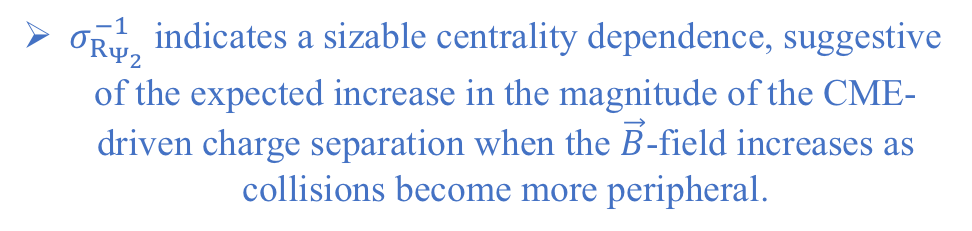 ➢ σ_{R_{Ψ_2}}^{-1} indicates a sizable centrality dependence, suggestive
of the expected increase in the magnitude of the CME-
driven charge separation when the \vec{B}-field increases as
collisions become more peripheral.